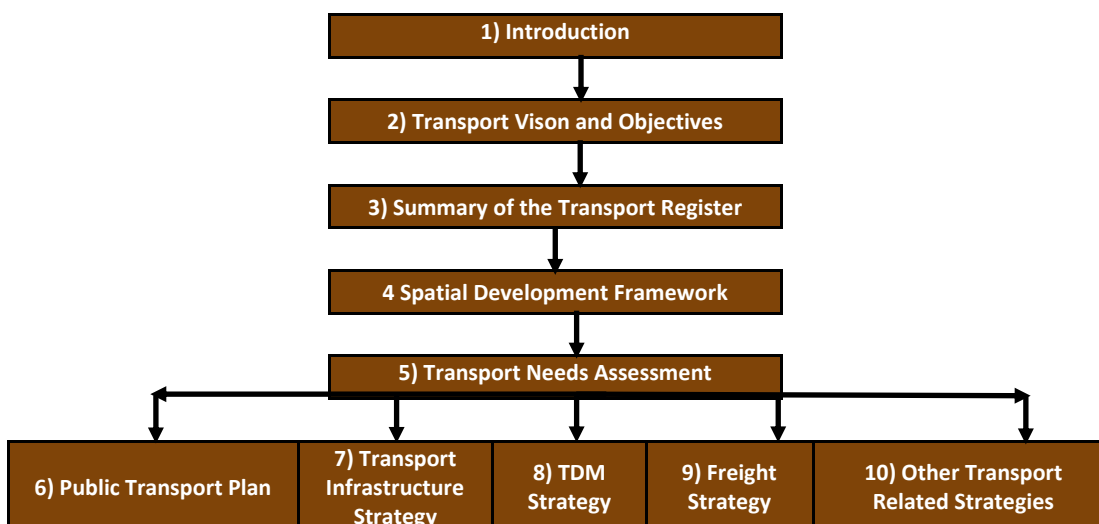 1) Introduction
2) Transport Vison and Objectives
3) Summary of the Transport Register
4 Spatial Development Framework
5) Transport Needs Assessment
6) Public Transport Plan
7) Transport
Infrastructure
Strategy
8) TDM
Strategy
9) Freight
Strategy
10) Other Transport
Related Strategies